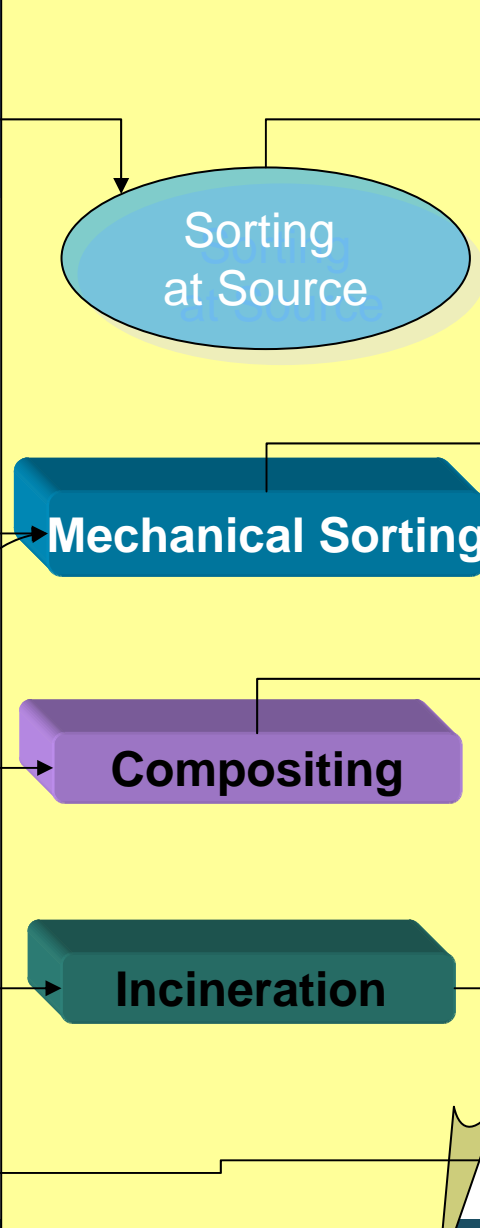 Sorting
at Source
Mechanical Sorting
Compositing
Incineration